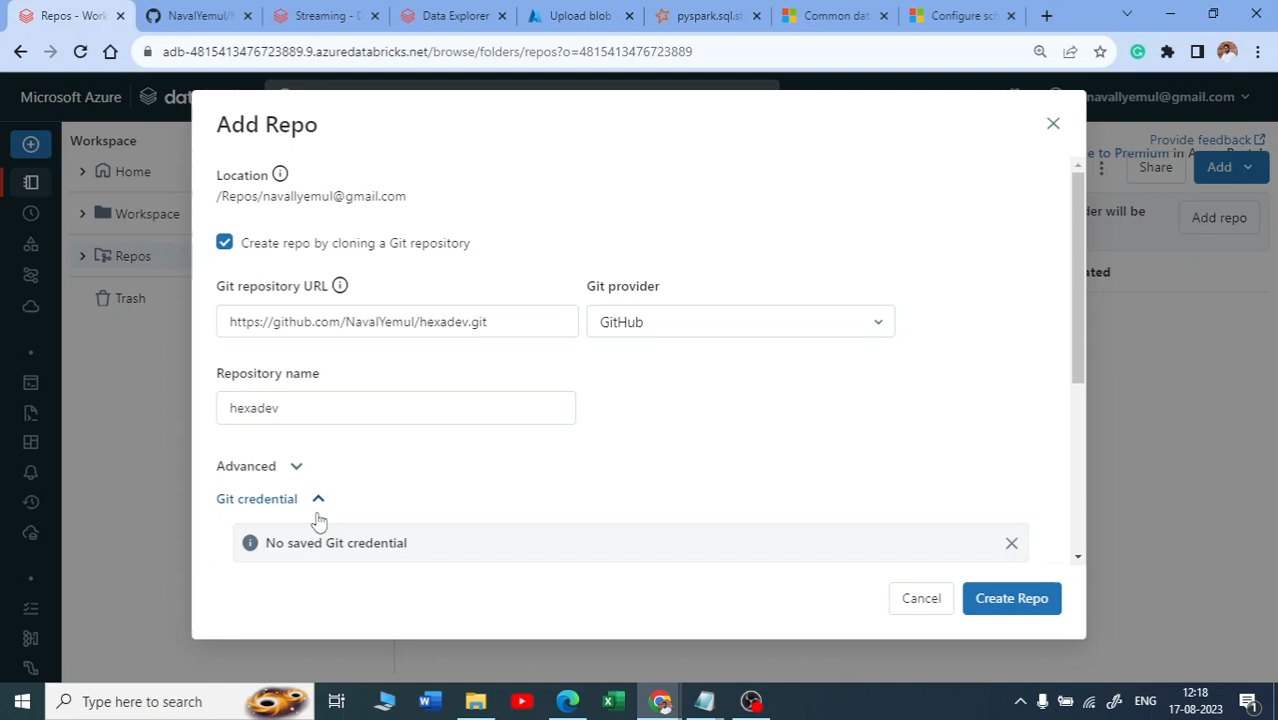 Repos - Work
NavalYemul/
Streaming - D
Data Explorer
Upload blob
pyspark.sql.st
Common dat
Configure sch
adb-4815413476723889.9.azuredatabricks.net/browse/folders/repos?o=4815413476723889
Microsoft Azure
navallyemul@gmail.com
Provide feedback
Workspace
Home
Workspace
Repos
Trash
Share
Add
Add repo
Add Repo
Location
/Repos/navallyemul@gmail.com
Create repo by cloning a Git repository
Git repository URL
Git provider
https://github.com/NavalYemul/hexadev.git
GitHub
Repository name
hexadev
Advanced
Git credential
No saved Git credential
Cancel
Create Repo
Type here to search
ENG
12:18
17-08-2023